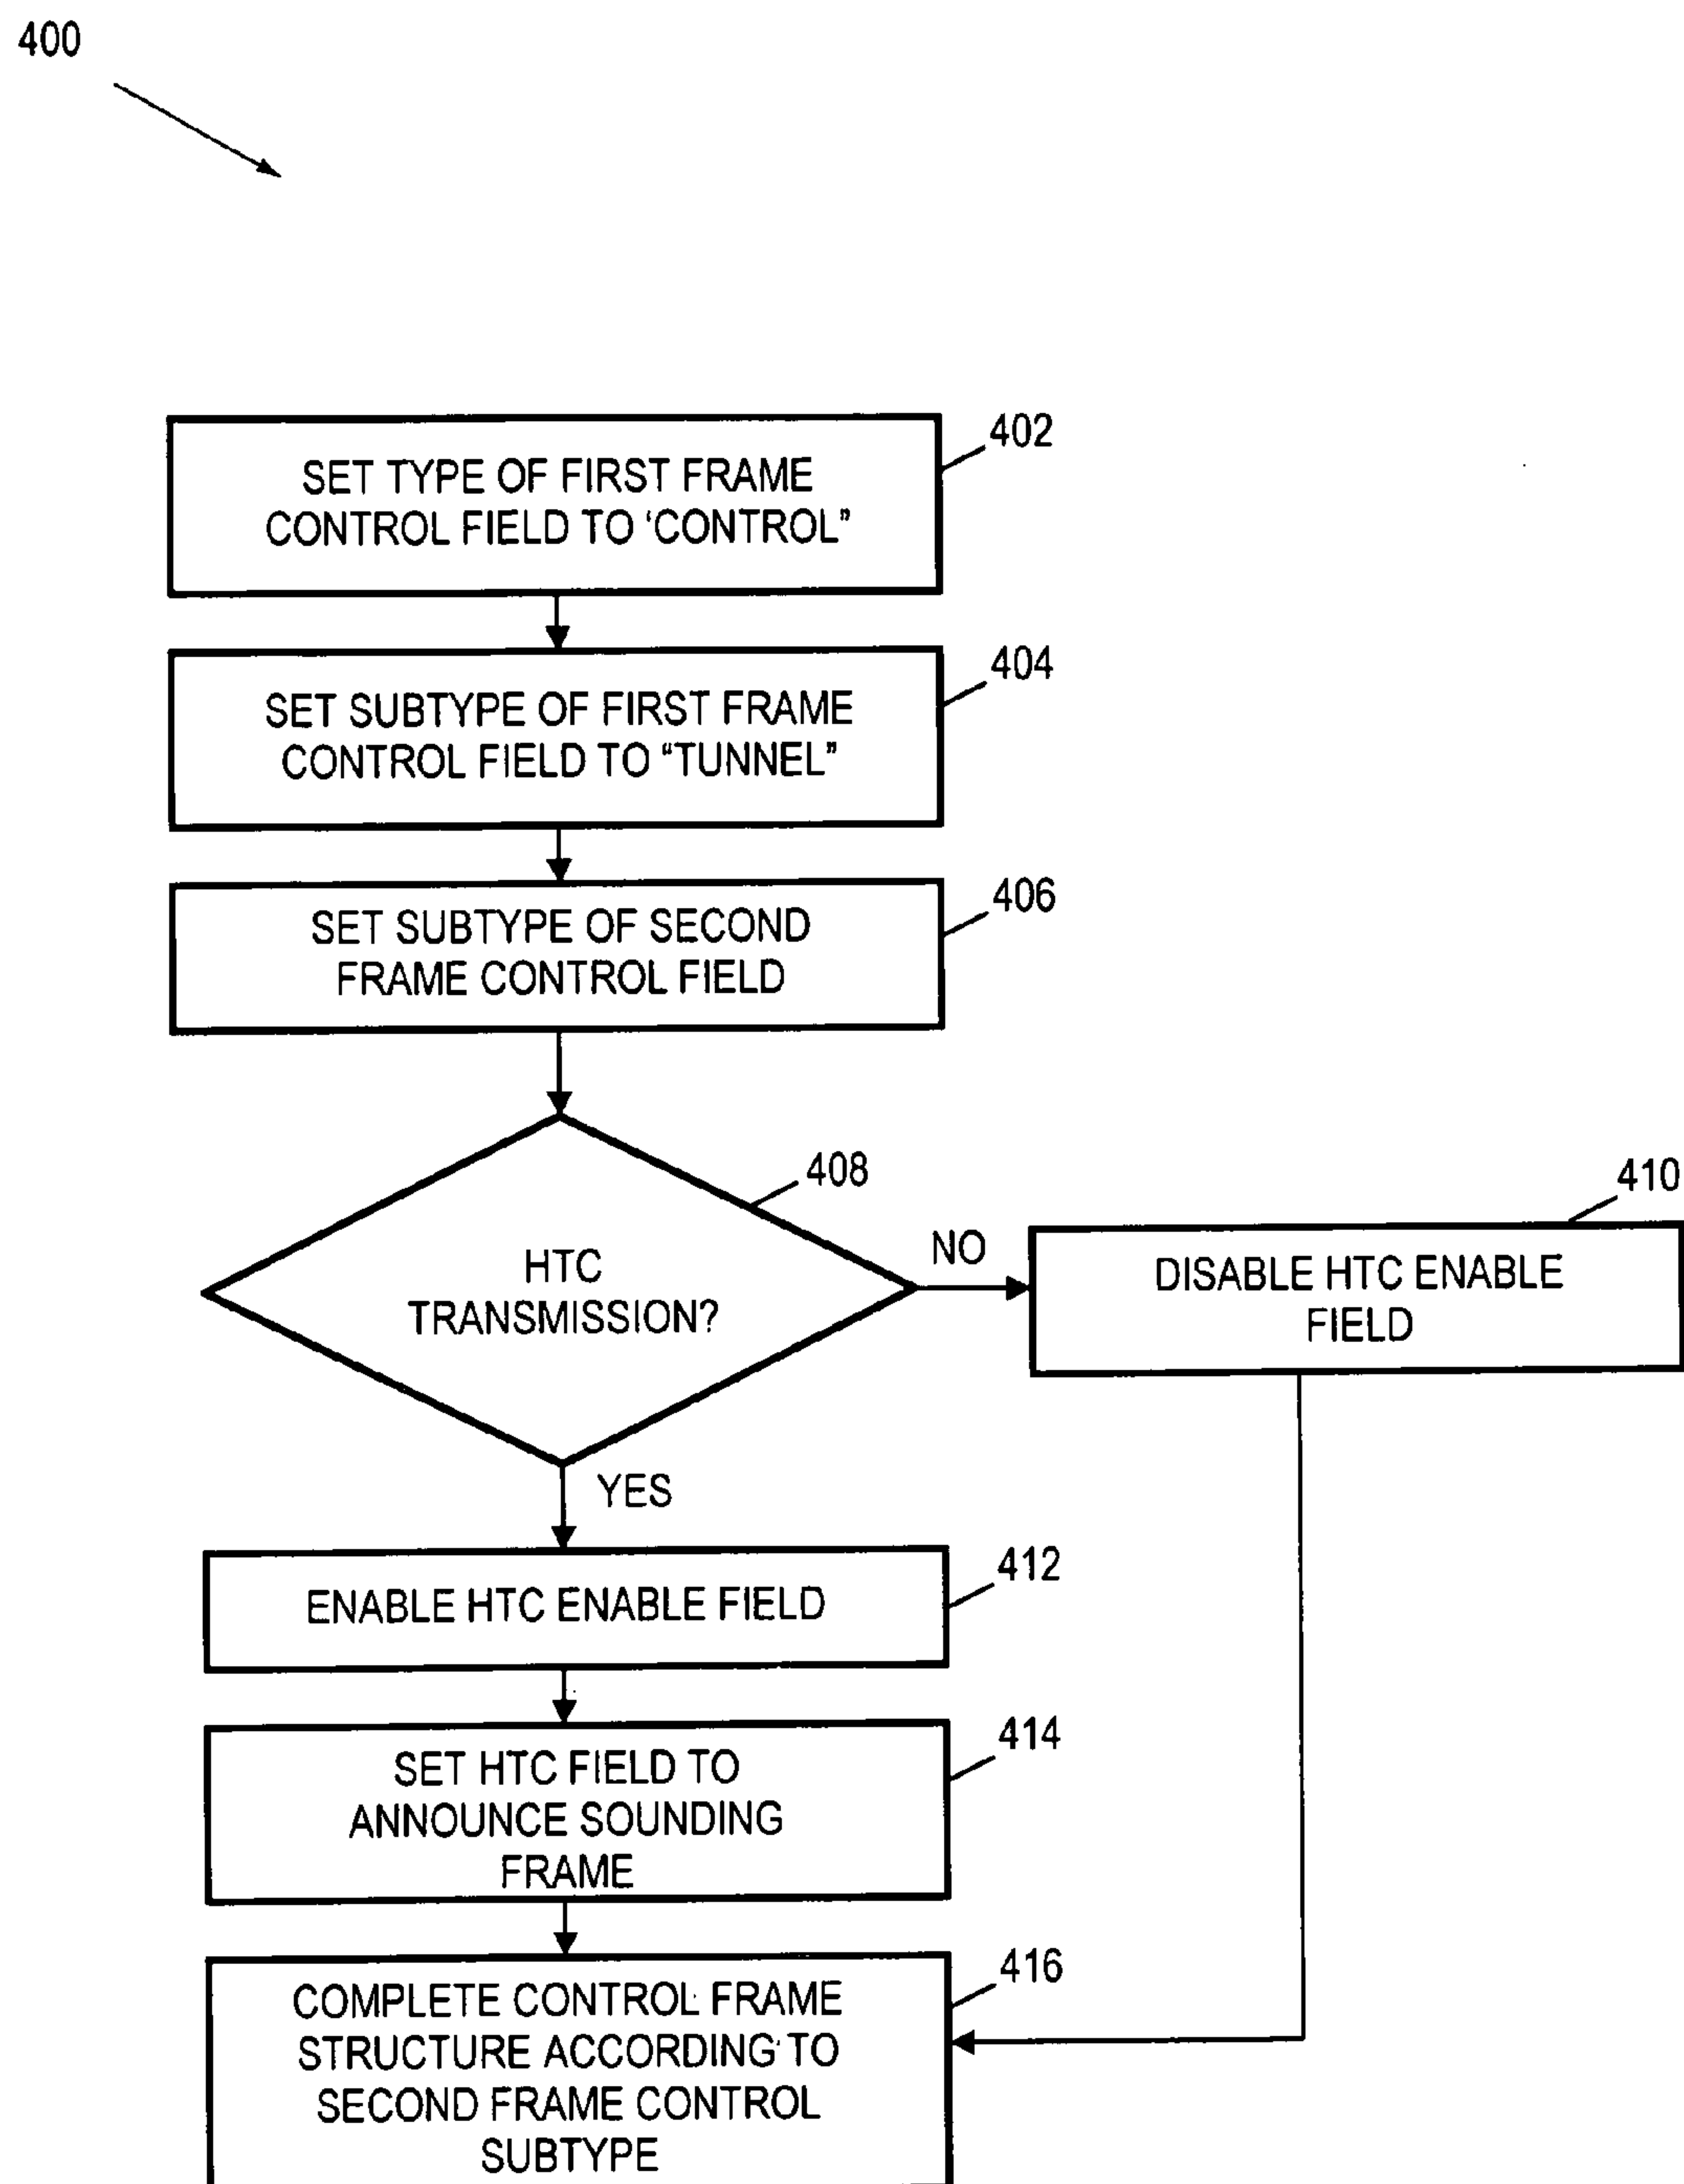 400
402
SET TYPE OF FIRST FRAME
CONTROL FIELD TO ‘CONTROL”
404
SET SUBTYPE OF FIRST FRAME
CONTROL FIELD TO “TUNNEL”
406
SET SUBTYPE OF SECOND
FRAME CONTROL FIELD
408
HTC
TRANSMISSION?
NO
410
DISABLE HTC ENABLE
FIELD
YES
412
ENABLE HTC ENABLE FIELD
414
SET HTC FIELD TO
ANNOUNCE SOUNDING
FRAME
416
COMPLETE CONTROL FRAME
STRUCTURE ACCORDING TO
SECOND FRAME CONTROL
SUBTYPE